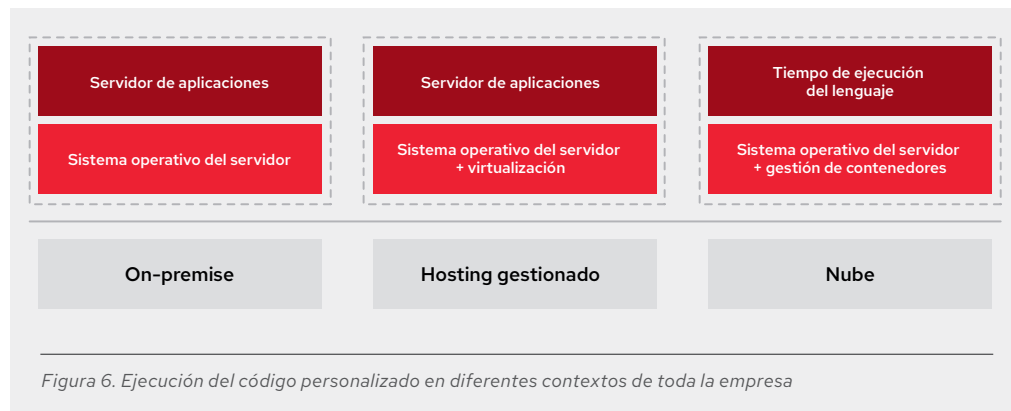 Servidor de aplicaciones
Sistema operativo del servidor
Servidor de aplicaciones
Sistema operativo del servidor
+ virtualización
Tiempo de ejecución
del lenguaje
Sistema operativo del servidor
+ gestión de contenedores
On-premise
Hosting gestionado
Nube
Figura 6. Ejecución del código personalizado en diferentes contextos de toda la empresa